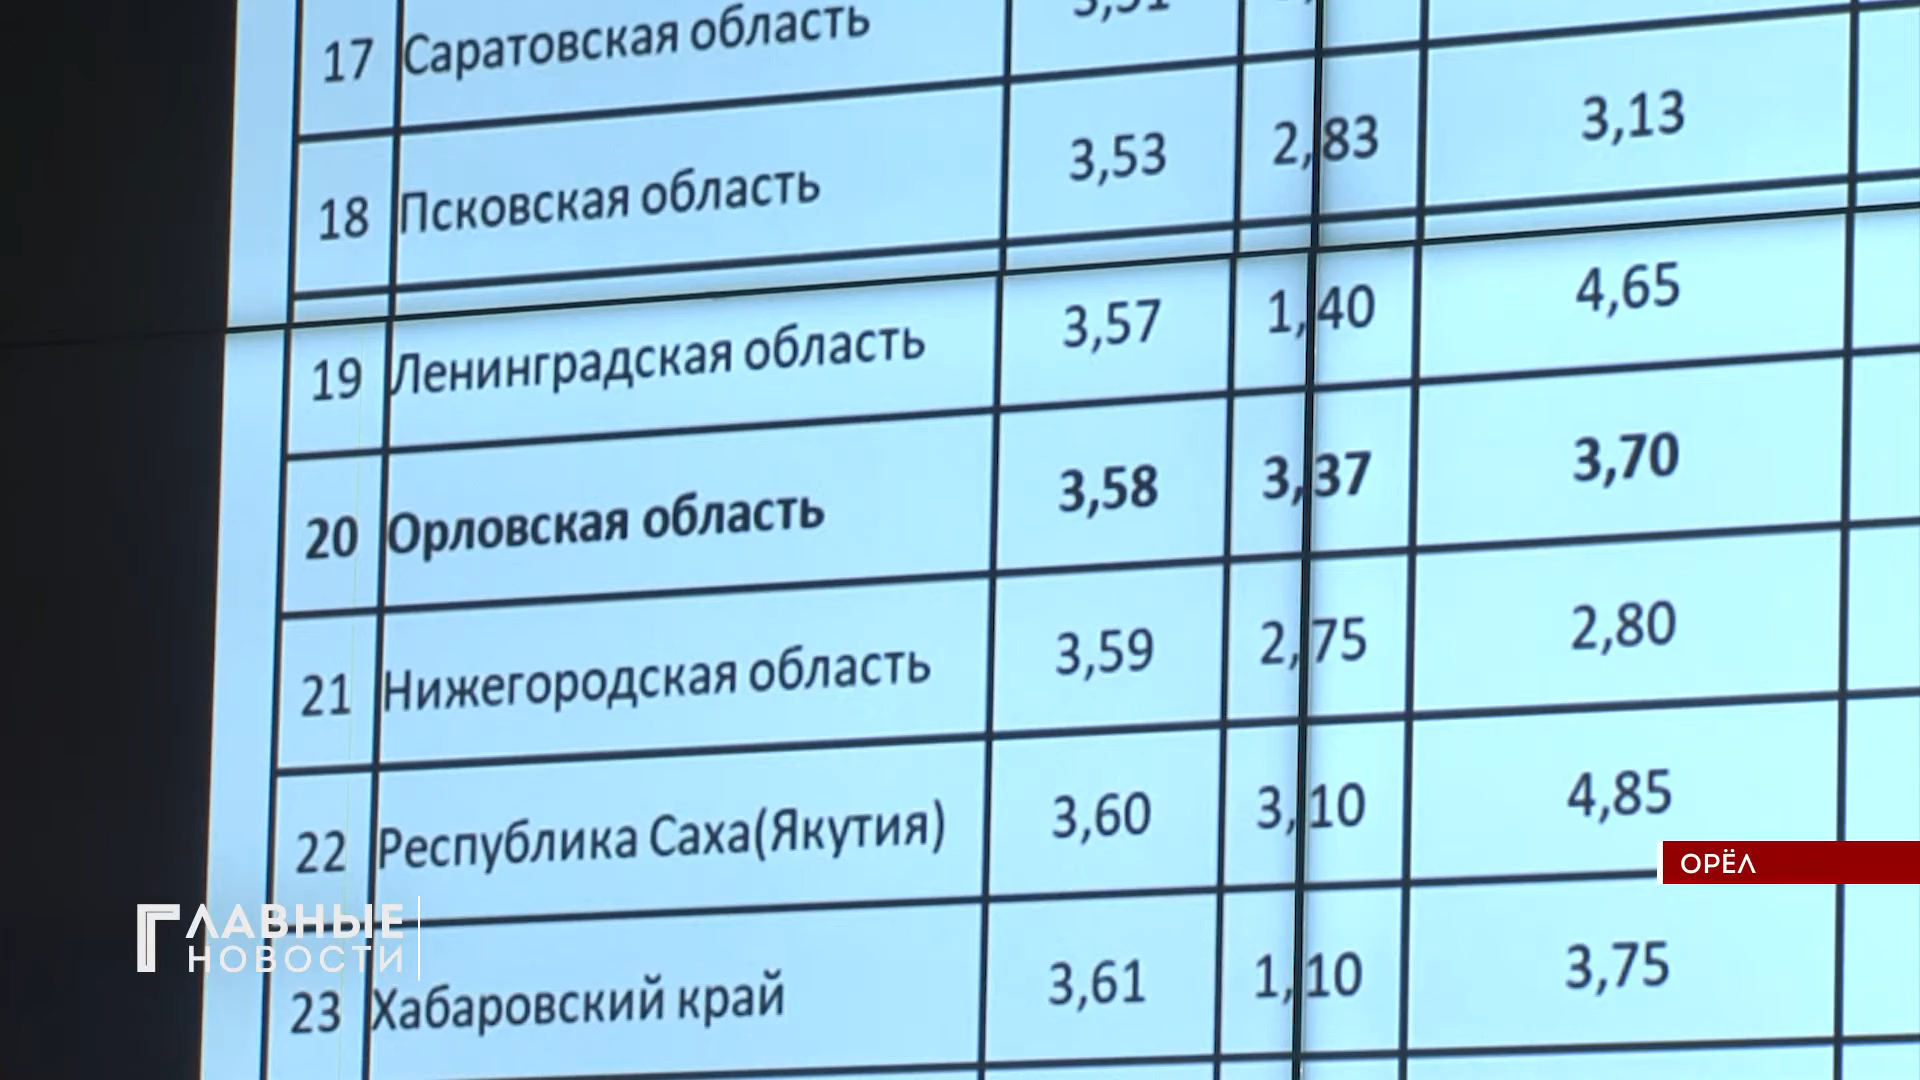 17 Саратовская область
18 Псковская область 3,53 2,83 3,13
19 Ленинградская область 3,57 1,40 4,65
20 Орловская область 3,58 3,37 3,70
21 Нижегородская область 3,59 2,75 2,80
22 Республика Саха(Якутия) 3,60 3,10 4,85
ОРЁЛ
ГЛАВНЫЕ
НОВОСТИ
23 Хабаровский край 3,61 1,10 3,75